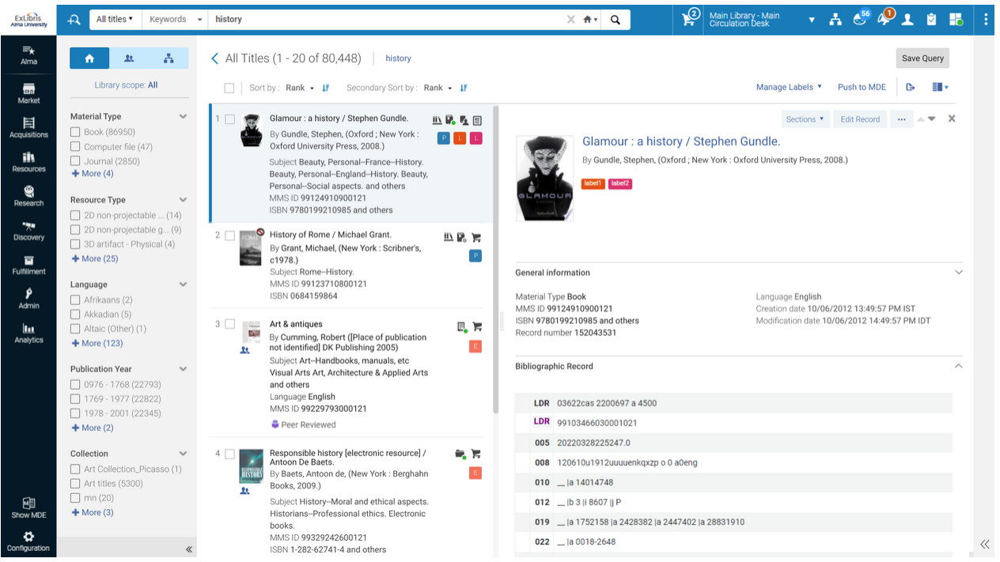 ExLibris
Alma University
All titles
Keywords
history
2
Main Library - Main
Circulation Desk
56
1
Alma
Market
Acquisitions
Resources
Research
Discovery
Fulfillment
Admin
Analytics
Show MDE
Configuration
Library scope: All
Material Type
Book (86950)
Computer file (47)
Journal (2850)
+ More (4)
Resource Type
2D non-projectable ... (14)
2D non-projectable g... (9)
3D artifact - Physical (4)
+ More (25)
Language
Afrikaans (2)
Akkadian (5)
Altaic (Other) (1)
+ More (123)
Publication Year
0976 - 1768 (22793)
1769 - 1977 (22822)
1978 - 2001 (22345)
+ More (2)
Collection
Art Collection_Picasso (1)
Art titles (5300)
mn (20)
+ More (3)
All Titles (1 - 20 of 80,448)
history
Save Query
Sort by : Rank
Secondary Sort by : Rank
Manage Labels
Push to MDE
1
Glamour : a history / Stephen Gundle.
By Gundle, Stephen, (Oxford ; New York :
Oxford University Press, 2008.)
Subject Beauty, Personal--France--History.
Beauty, Personal--England--History. Beauty,
Personal--Social aspects. and others
MMS ID 99124910900121
ISBN 9780199210985 and others
P L L
2
ROME
History of Rome / Michael Grant.
By Grant, Michael, (New York : Scribner's,
c1978.)
Subject Rome--History.
MMS ID 99123710800121
ISBN 0684159864
P
3
Art & antiques
By Cumming, Robert ([Place of publication
not identified] DK Publishing 2005)
Subject Art--Handbooks, manuals, etc
Visual Arts Art, Architecture & Applied Arts
and others
Language English
MMS ID 99229793000121
Peer Reviewed
E
4
RESPONSIBLE
HISTORY
Responsible history [electronic resource] /
Antoon De Baets.
By Baets, Antoon de, (New York : Berghahn
Books, 2009.)
Subject History--Moral and ethical aspects.
Historians--Professional ethics. Electronic
books.
MMS ID 99329242600121
ISBN 1-282-62741-4 and others
E
Sections
Edit Record
...
GLAMOUR
Glamour : a history / Stephen Gundle.
By Gundle, Stephen, (Oxford ; New York : Oxford University Press, 2008.)
label1 label2
General information
Material Type Book
MMS ID 99124910900121
ISBN 9780199210985 and others
Record number 152043531
Language English
Creation date 10/06/2012 13:49:57 PM IST
Modification date 10/06/2012 14:49:57 PM IDT
Bibliographic Record
LDR 03622cas 2200697 a 4500
LDR 99103466030001021
005 20220328225247.0
008 120610u1912uuuuenkqxzp o 0 a0eng
010 __ |a 14014748
012 __ |b 3 |i 8607 |j P
019 __ |a 1752158 |a 2428382 |a 2447402 |a 28831910
022 __ |a 0018-2648